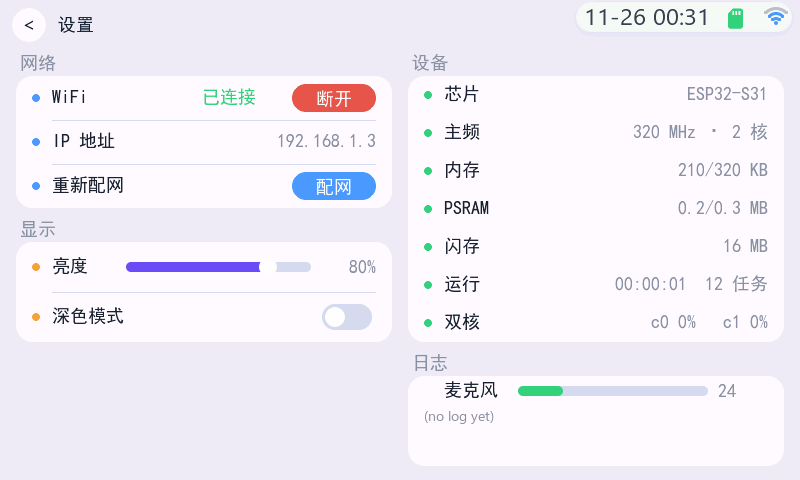 < 设置
11-26 00:31
网络
WiFi 已连接 断开
IP 地址 192.168.1.3
重新配网 配网
显示
亮度 80%
深色模式
设备
芯片 ESP32-S31
主频 320 MHz · 2 核
内存 210/320 KB
PSRAM 0.2/0.3 MB
闪存 16 MB
运行 00:00:01 12 任务
双核 c0 0% c1 0%
日志
麦克风 24
(no log yet)